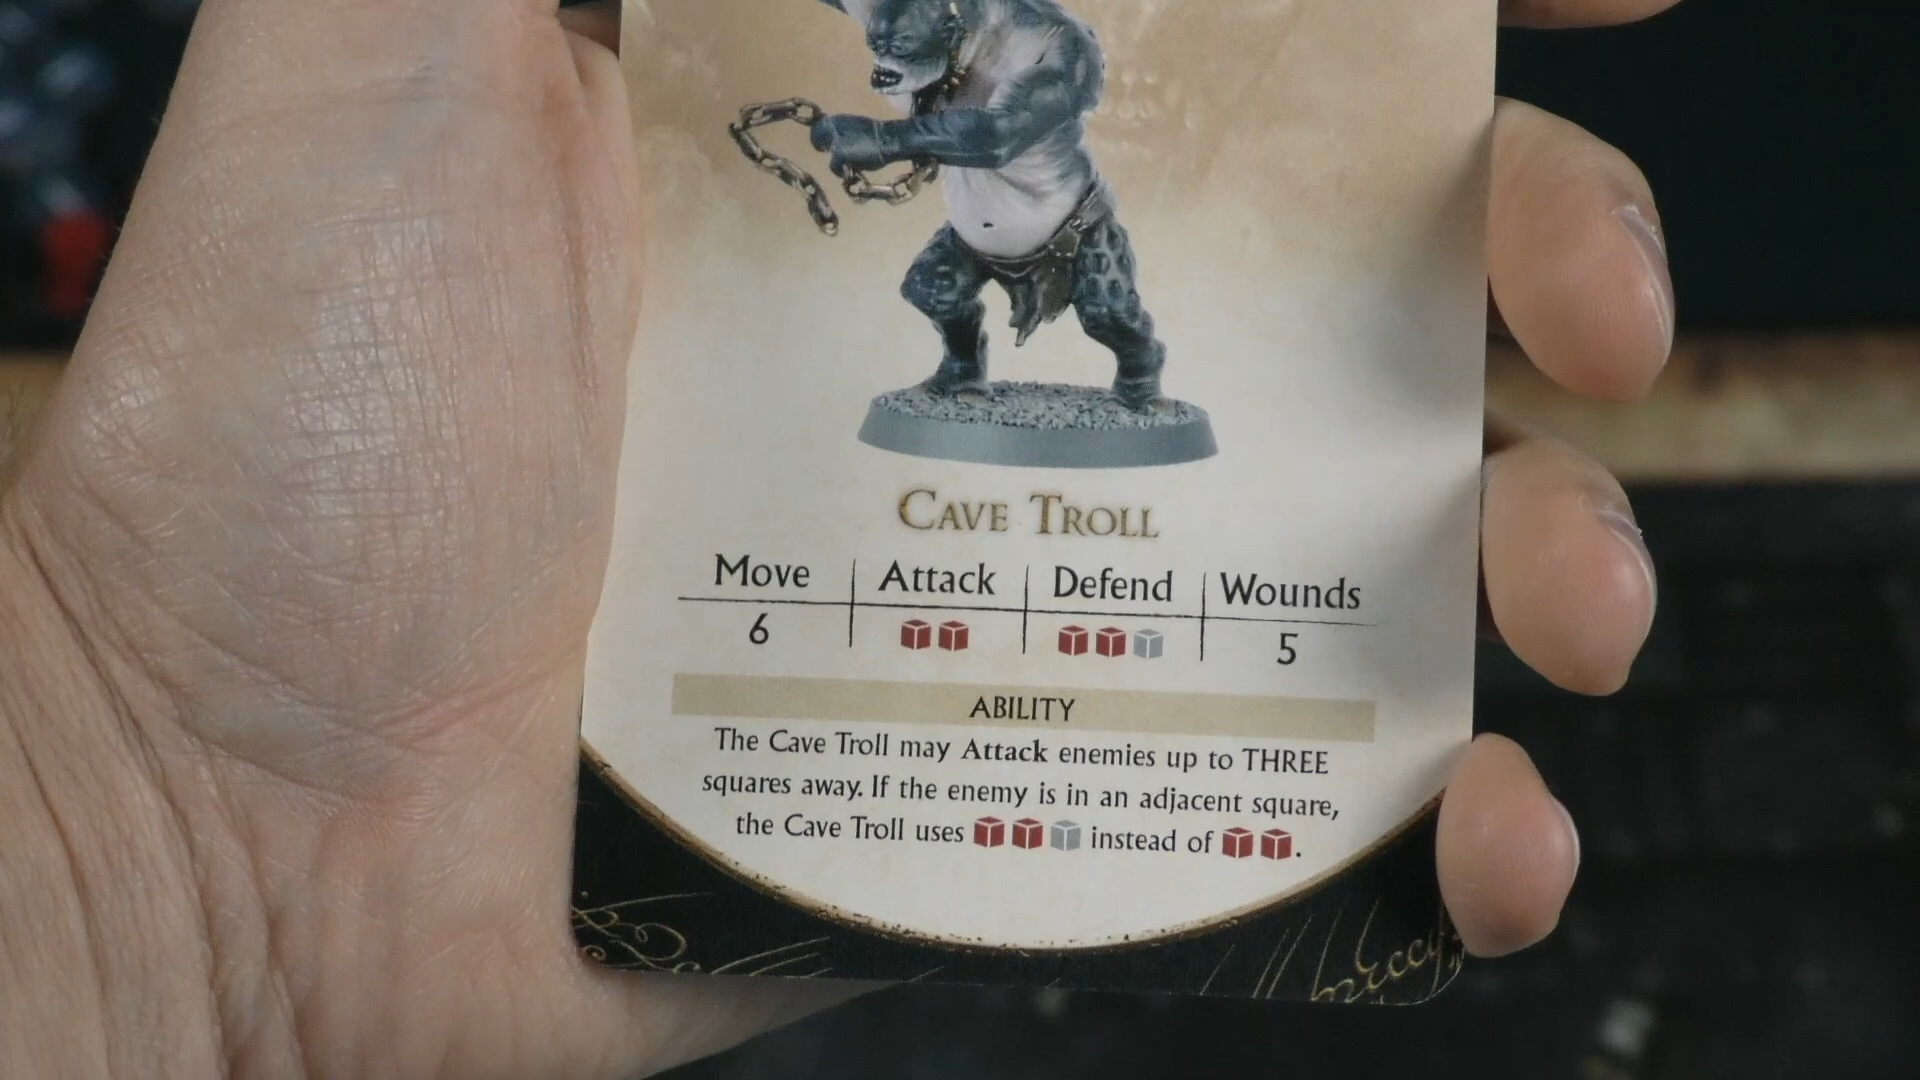 CAVE TROLL
Move Attack Defend Wounds
6 5
ABILITY
The Cave Troll may Attack enemies up to THREE
squares away. If the enemy is in an adjacent square,
the Cave Troll uses instead of .